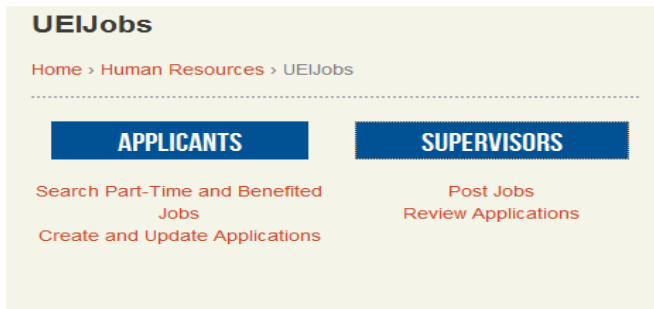 UEIJobs
Home › Human Resources › UEIJobs
APPLICANTS
Search Part-Time and Benefited
Jobs
Create and Update Applications
SUPERVISORS
Post Jobs
Review Applications